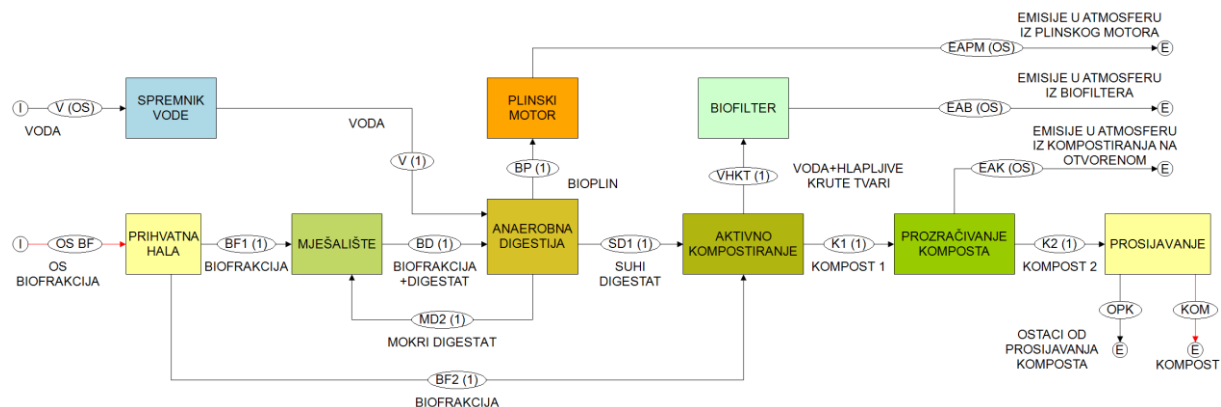 EMISIJE U ATMOSFERU
IZ PLINSKOG MOTORA
EAPM (OS)
E
I
V (OS)
VODA
SPREMNIK
VODE
VODA
V (1)
PLINSKI
MOTOR
BP (1)
BIOPLIN
BIOFILTER
EMISIJE U ATMOSFERU
IZ BIOFILTERA
EAB (OS)
E
VHKT (1)
VODA+HLAPLJIVE
KRUTE TVARI
EMISIJE U ATMOSFERU
IZ KOMPOSTIRANJA NA
OTVORENOM
EAK (OS)
E
I
OS BF
OS
BIOFRAKCIJA
PRIHVATNA
HALA
BF1 (1)
BIOFRAKCIJA
MJEŠALIŠTE
BD (1)
BIOFRAKCIJA
+DIGESTAT
ANAEROBNA
DIGESTIJA
SD1 (1)
SUHI
DIGESTAT
AKTIVNO
KOMPOSTIRANJE
K1 (1)
KOMPOST 1
PROZRAČIVANJE
KOMPOSTA
K2 (1)
KOMPOST 2
PROSIJAVANJE
MD2 (1)
MOKRI DIGESTAT
BF2 (1)
BIOFRAKCIJA
OPK
OSTACI OD
PROSIJAVANJA
KOMPOSTA
E
KOM
E
KOMPOST